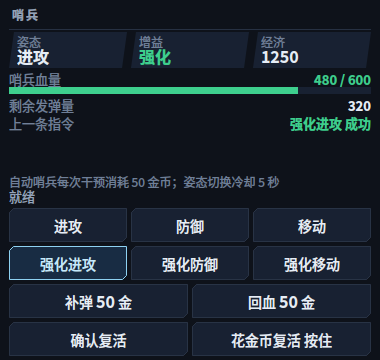 哨兵
姿态 增益 经济
进攻 强化 1250
哨兵血量 480 / 600
剩余发弹量 320
上一条指令 强化进攻 成功
自动哨兵每次干预消耗 50 金币；姿态切换冷却 5 秒
就绪
进攻 防御 移动
强化进攻 强化防御 强化移动
补弹 50 金 回血 50 金
确认复活 花金币复活 按住